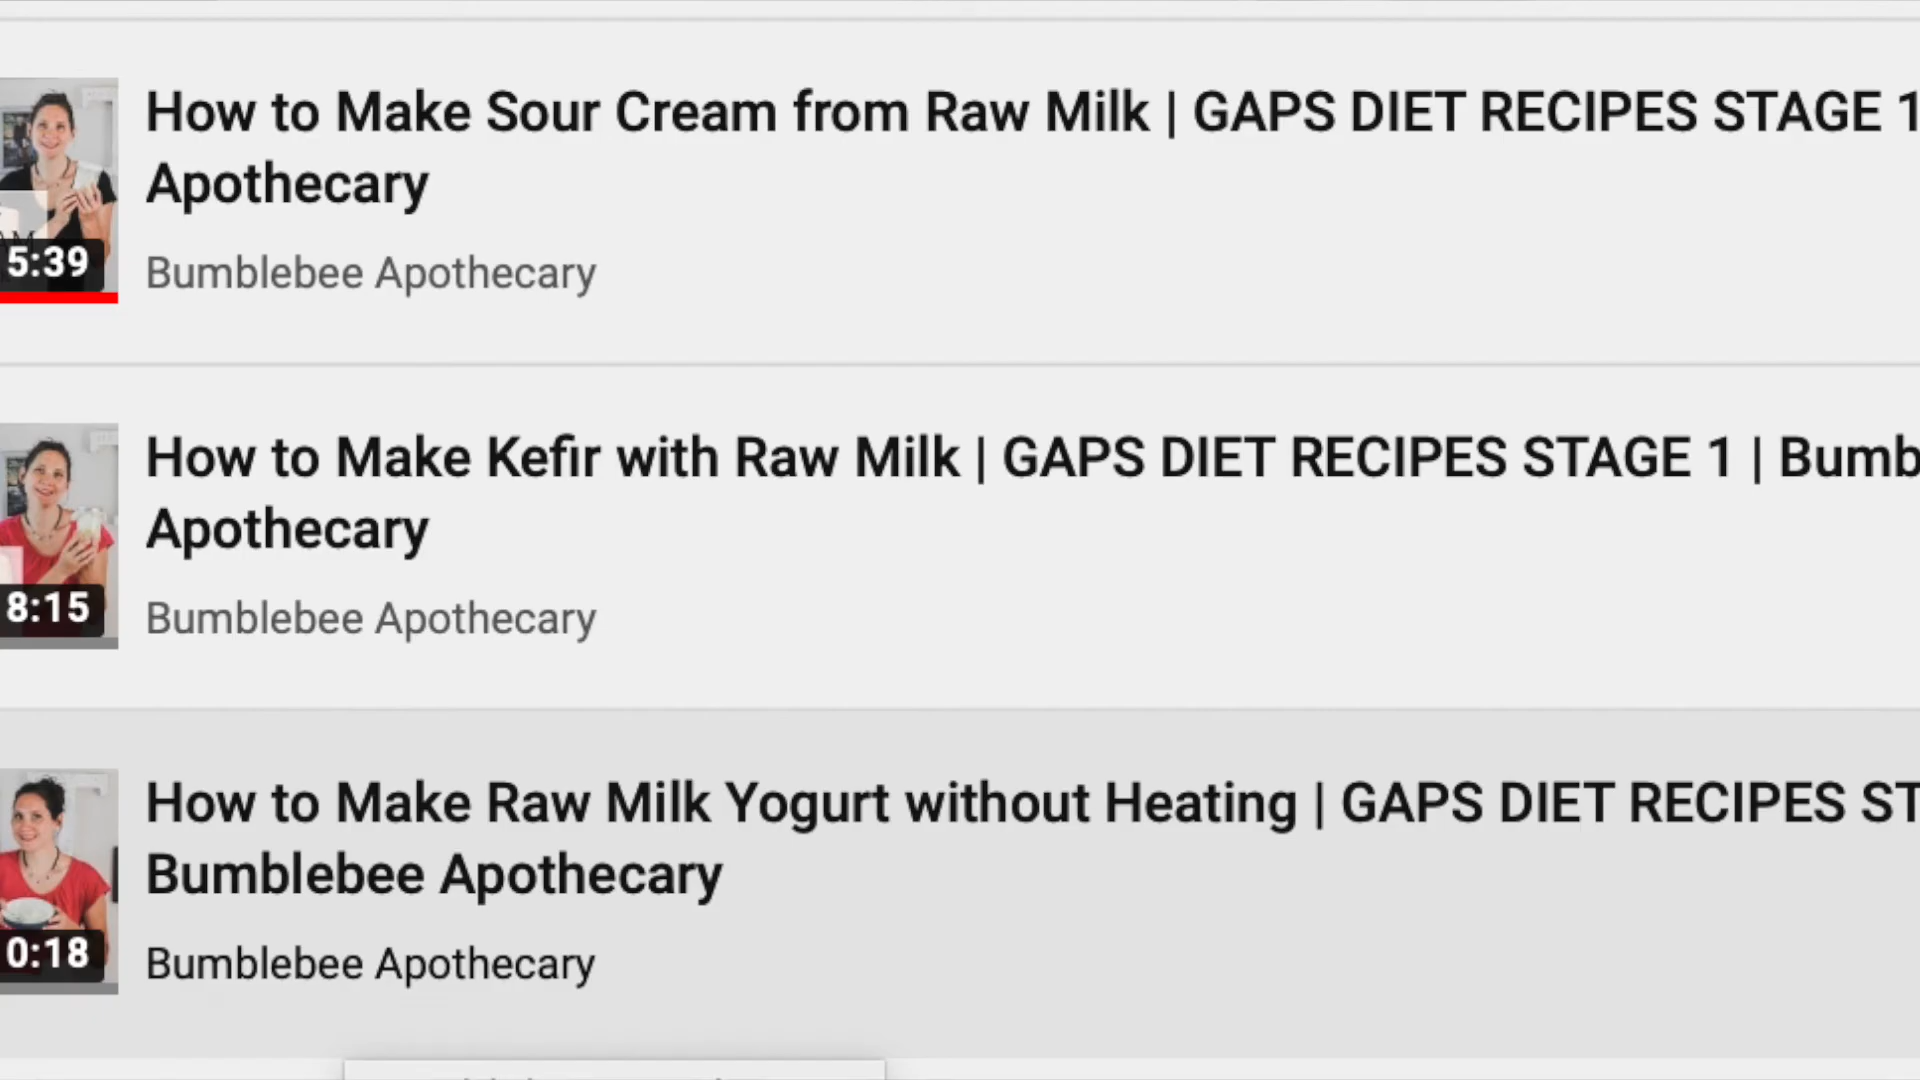 How to Make Sour Cream from Raw Milk | GAPS DIET RECIPES STAGE 1
Apothecary
5:39
Bumblebee Apothecary
How to Make Kefir with Raw Milk | GAPS DIET RECIPES STAGE 1 | Bumb
Apothecary
8:15
Bumblebee Apothecary
How to Make Raw Milk Yogurt without Heating | GAPS DIET RECIPES ST
Bumblebee Apothecary
0:18
Bumblebee Apothecary